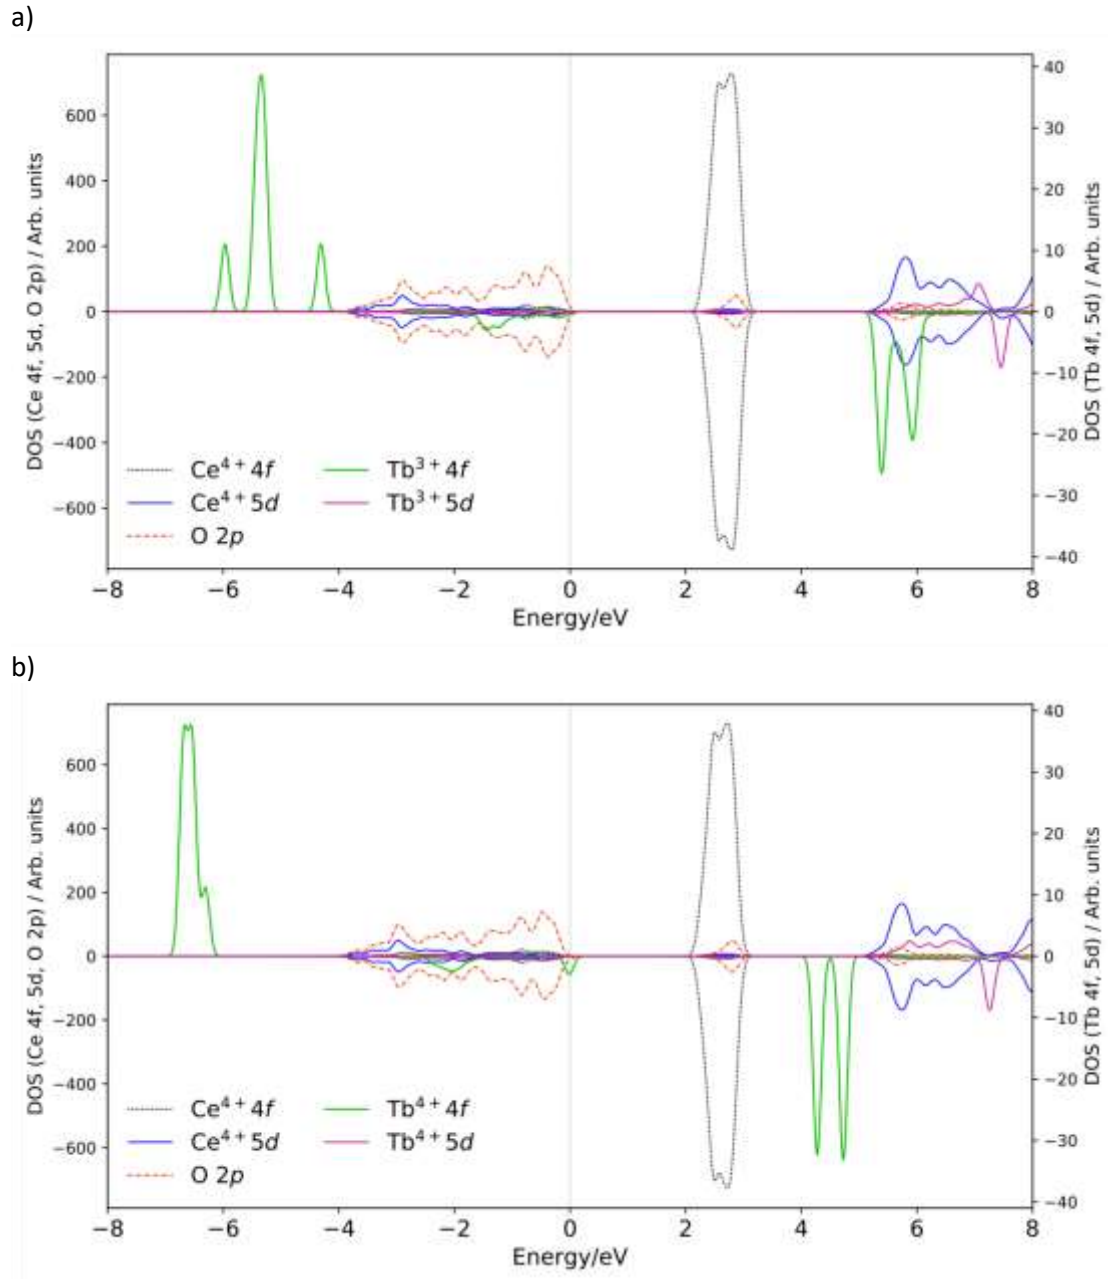 a)
DOS (Ce 4f, 5d, O 2p) / Arb. units
600
400
200
0
−200
−400
−600
40
30
20
10
0
−10
−20
−30
−40
DOS (Tb 4f, 5d) / Arb. units
Ce⁴⁺ 4f
Ce⁴⁺ 5d
O 2p
Tb³⁺ 4f
Tb³⁺ 5d
−8 −6 −4 −2 0 2 4 6 8
Energy/eV
b)
DOS (Ce 4f, 5d, O 2p) / Arb. units
600
400
200
0
−200
−400
−600
40
30
20
10
0
−10
−20
−30
−40
DOS (Tb 4f, 5d) / Arb. units
Ce⁴⁺ 4f
Ce⁴⁺ 5d
O 2p
Tb⁴⁺ 4f
Tb⁴⁺ 5d
−8 −6 −4 −2 0 2 4 6 8
Energy/eV